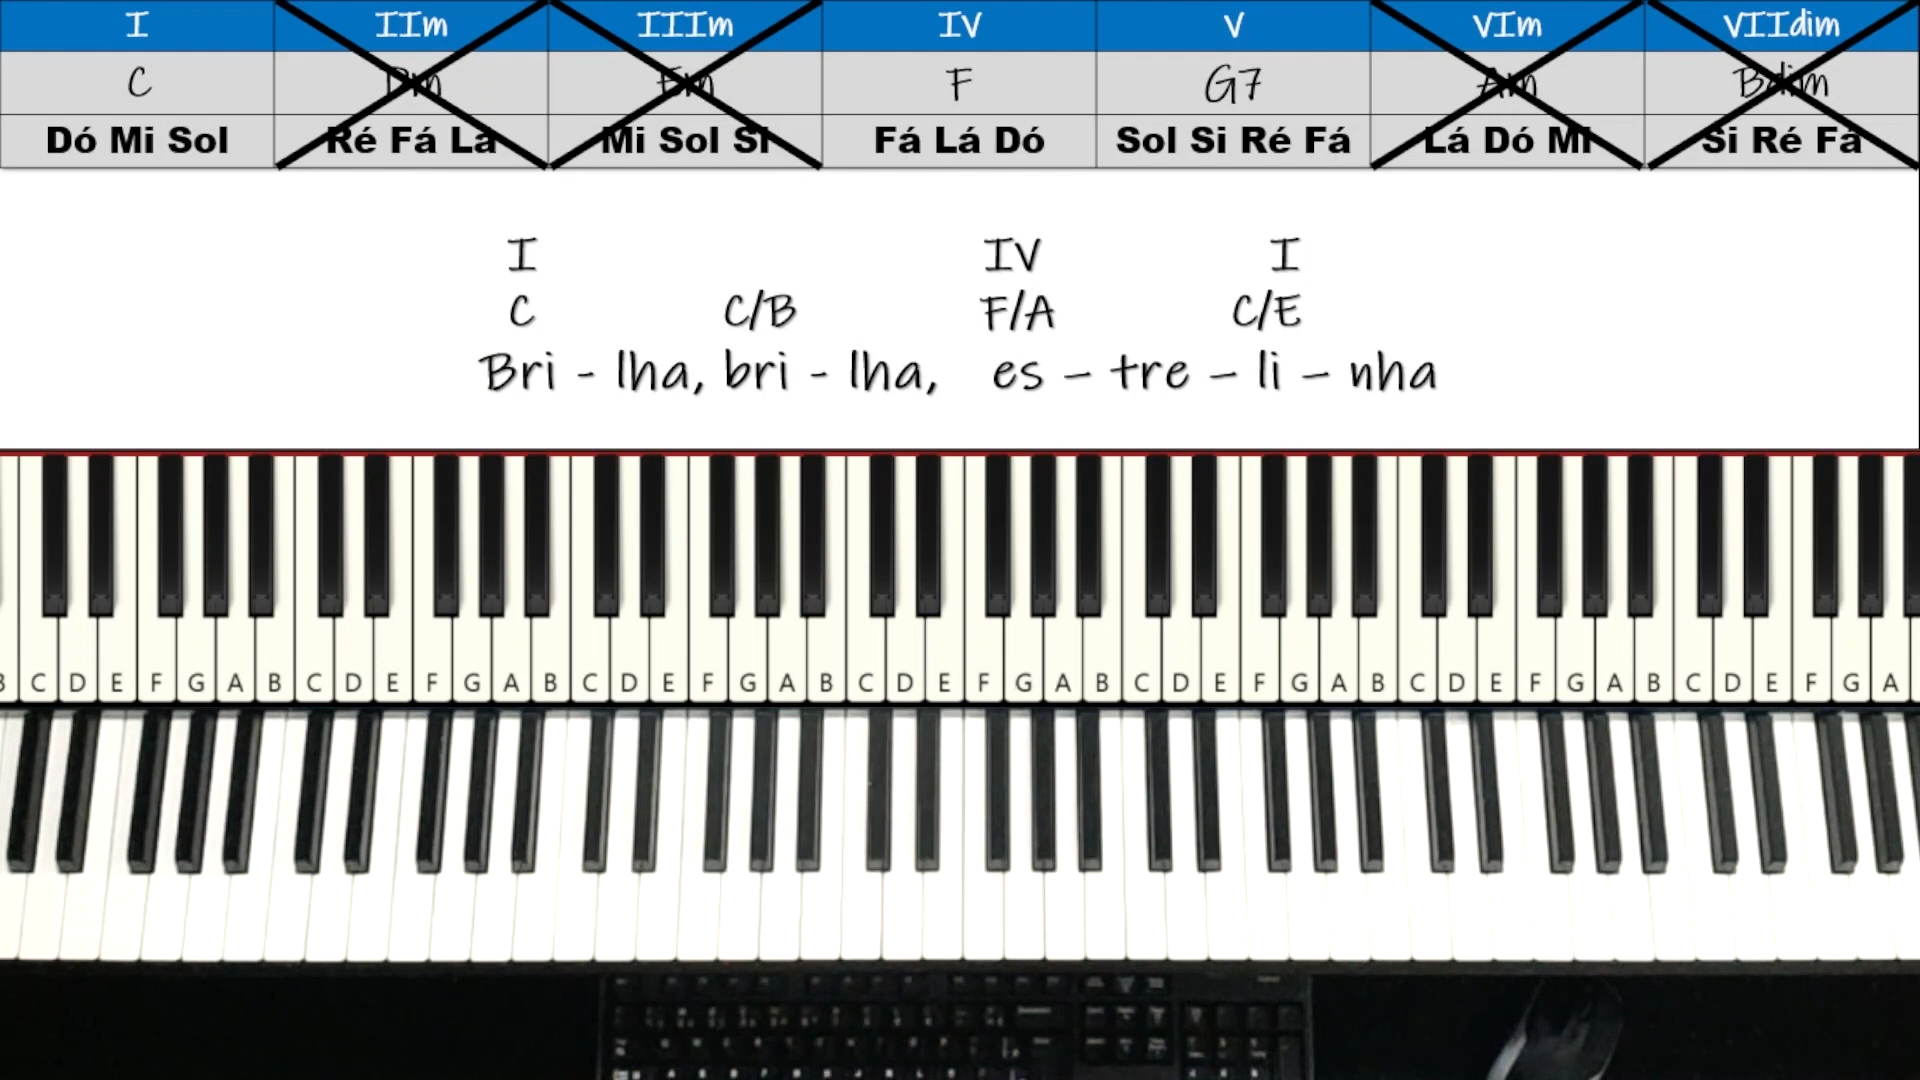 I IIm IIIm IV V VIm VIIdim
C Dm Em F G7 Am Bdim
Dó Mi Sol Ré Fá Lá Mi Sol Si Fá Lá Dó Sol Si Ré Fá Lá Dó Mi Si Ré Fá
I IV I
C C/B F/A C/E
Bri - lha, bri - lha, es – tre – li – nha
B C D E F G A B C D E F G A B C D E F G A B C D E F G A B C D E F G A B C D E F G A B C D E F G A